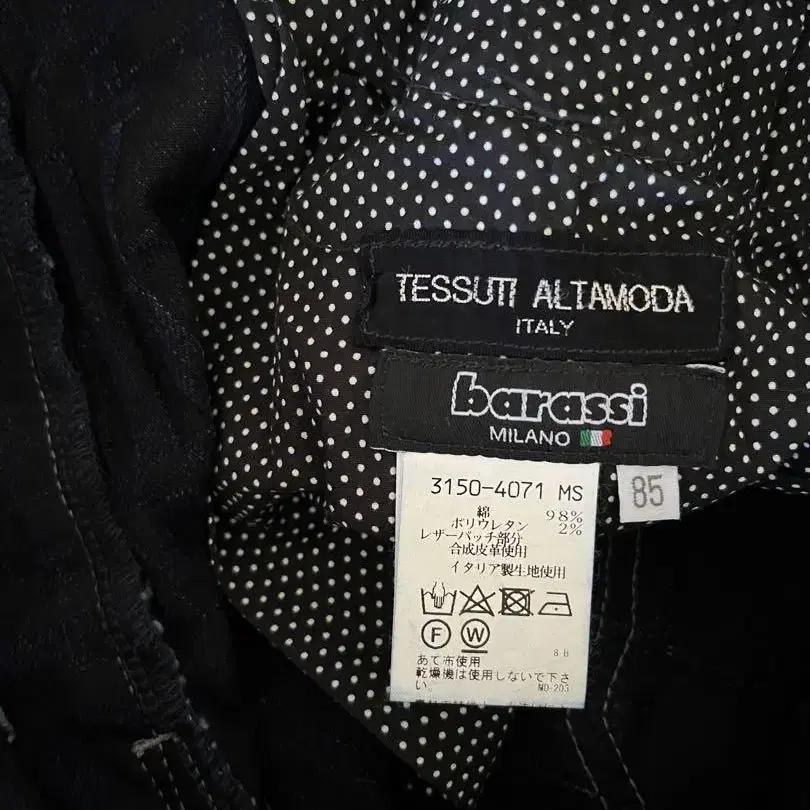 TESSUTI ALTAMODA
ITALY
barassi
MILANO
3150-4071 MS
85
綿 98%
ポリウレタン 2%
レザーパッチ部分
合成皮革使用
イタリア製生地使用
F W
8-B
あて布使用
乾燥機は使用しないで下さ
い。
MD-203